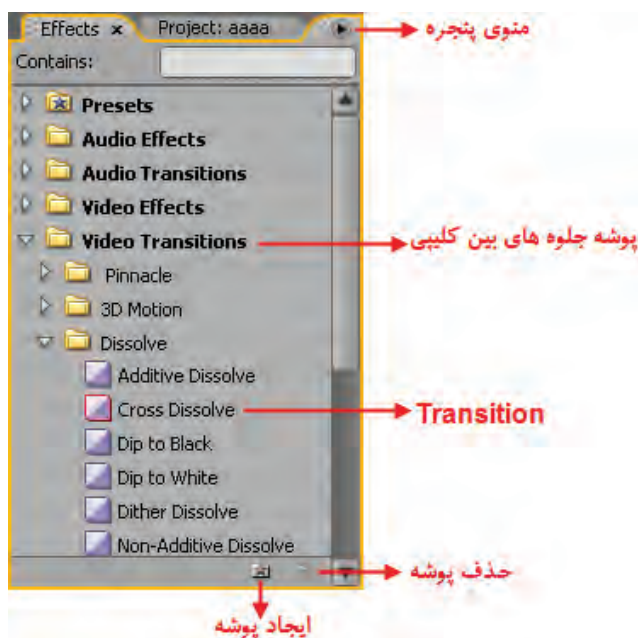 Effects x Project: aaaa منوی پنجره
Contains:
Presets
Audio Effects
Audio Transitions
Video Effects
Video Transitions پوشه جلوه های بین کلیپی
Pinnacle
3D Motion
Dissolve
Additive Dissolve
Cross Dissolve Transition
Dip to Black
Dip to White
Dither Dissolve
Non-Additive Dissolve
حذف پوشه
ایجاد پوشه